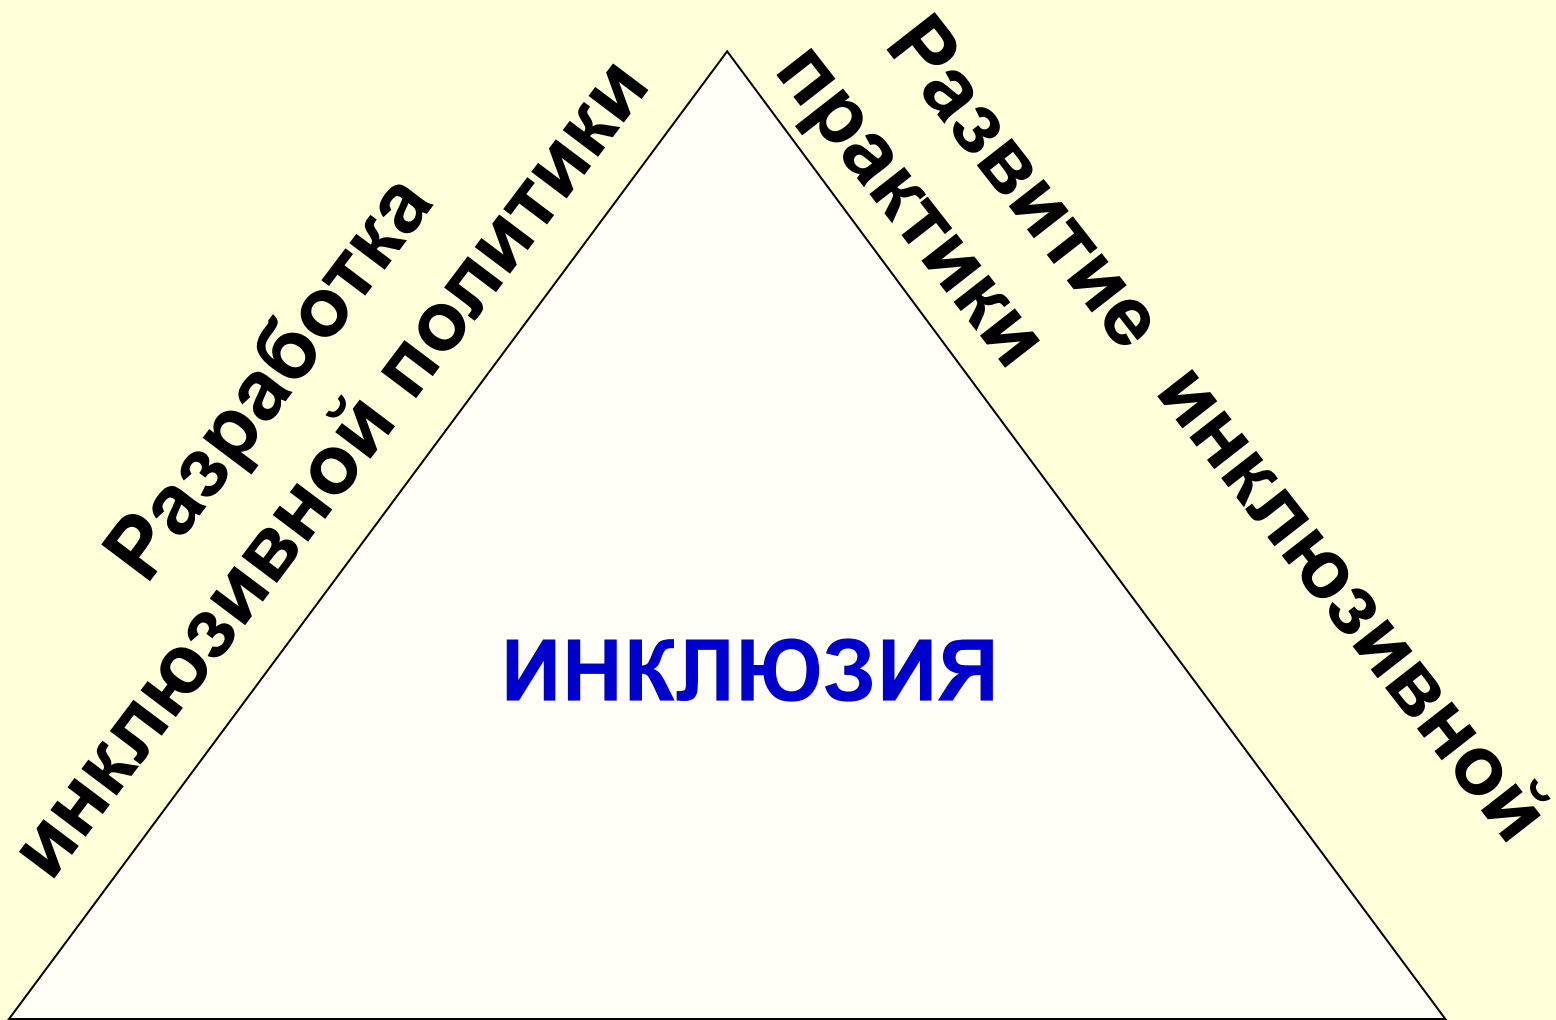 Разработка
инклюзивной политики
Развитие инклюзивной
практики
ИНКЛЮЗИЯ